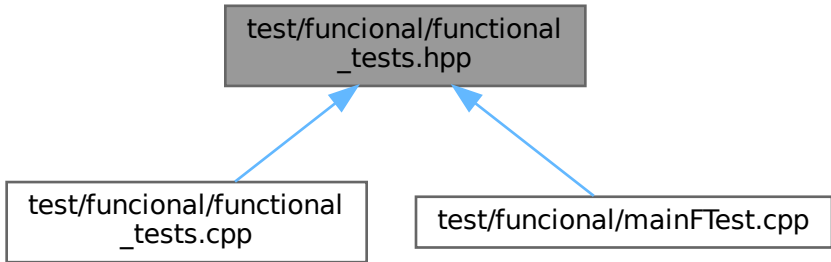 test/funcional/functional
_tests.hpp
test/funcional/functional
_tests.cpp
test/funcional/mainFTest.cpp